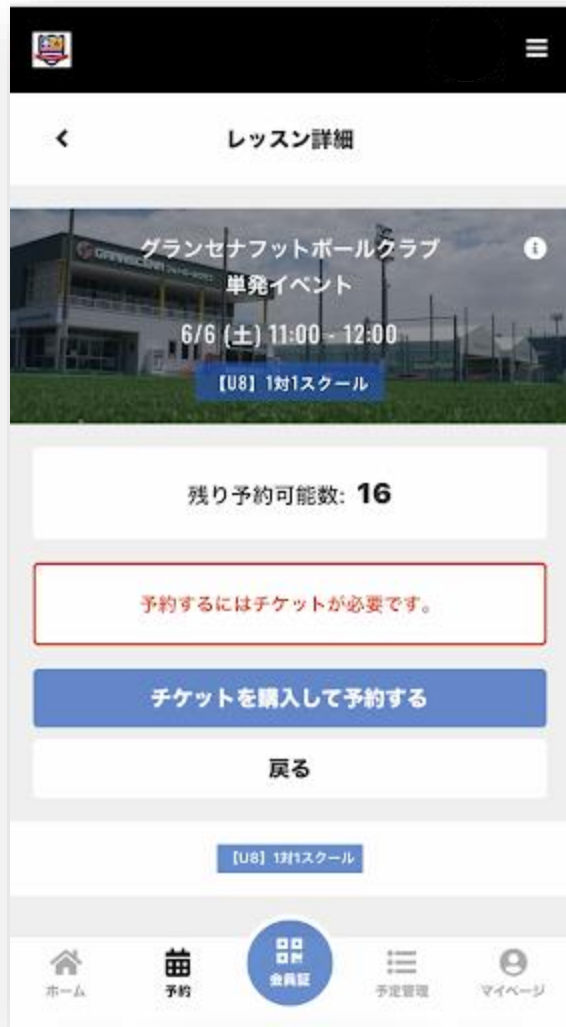 レッスン詳細
グランセナフットボールクラブ
単発イベント
6/6 (土) 11:00 - 12:00
【U8】1対1スクール
残り予約可能数: 16
予約するにはチケットが必要です。
チケットを購入して予約する
戻る
【U8】1対1スクール
ホーム
予約
会員証
予定管理
マイページ